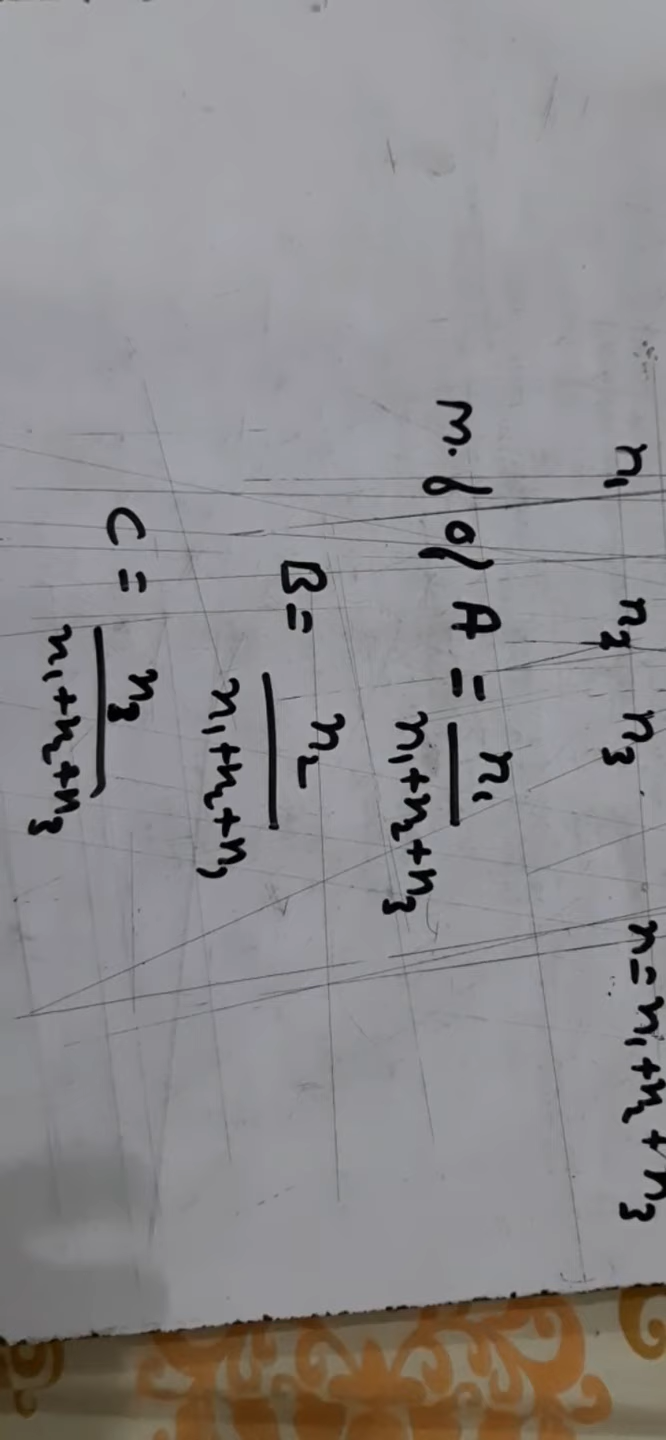 n₁ n₂ n₃ n=n₁+n₂+n₃
m.f of A = n₁/n₁+n₂+n₃
B = n₂/n₁+n₂+n₃
C = n₃/n₁+n₂+n₃